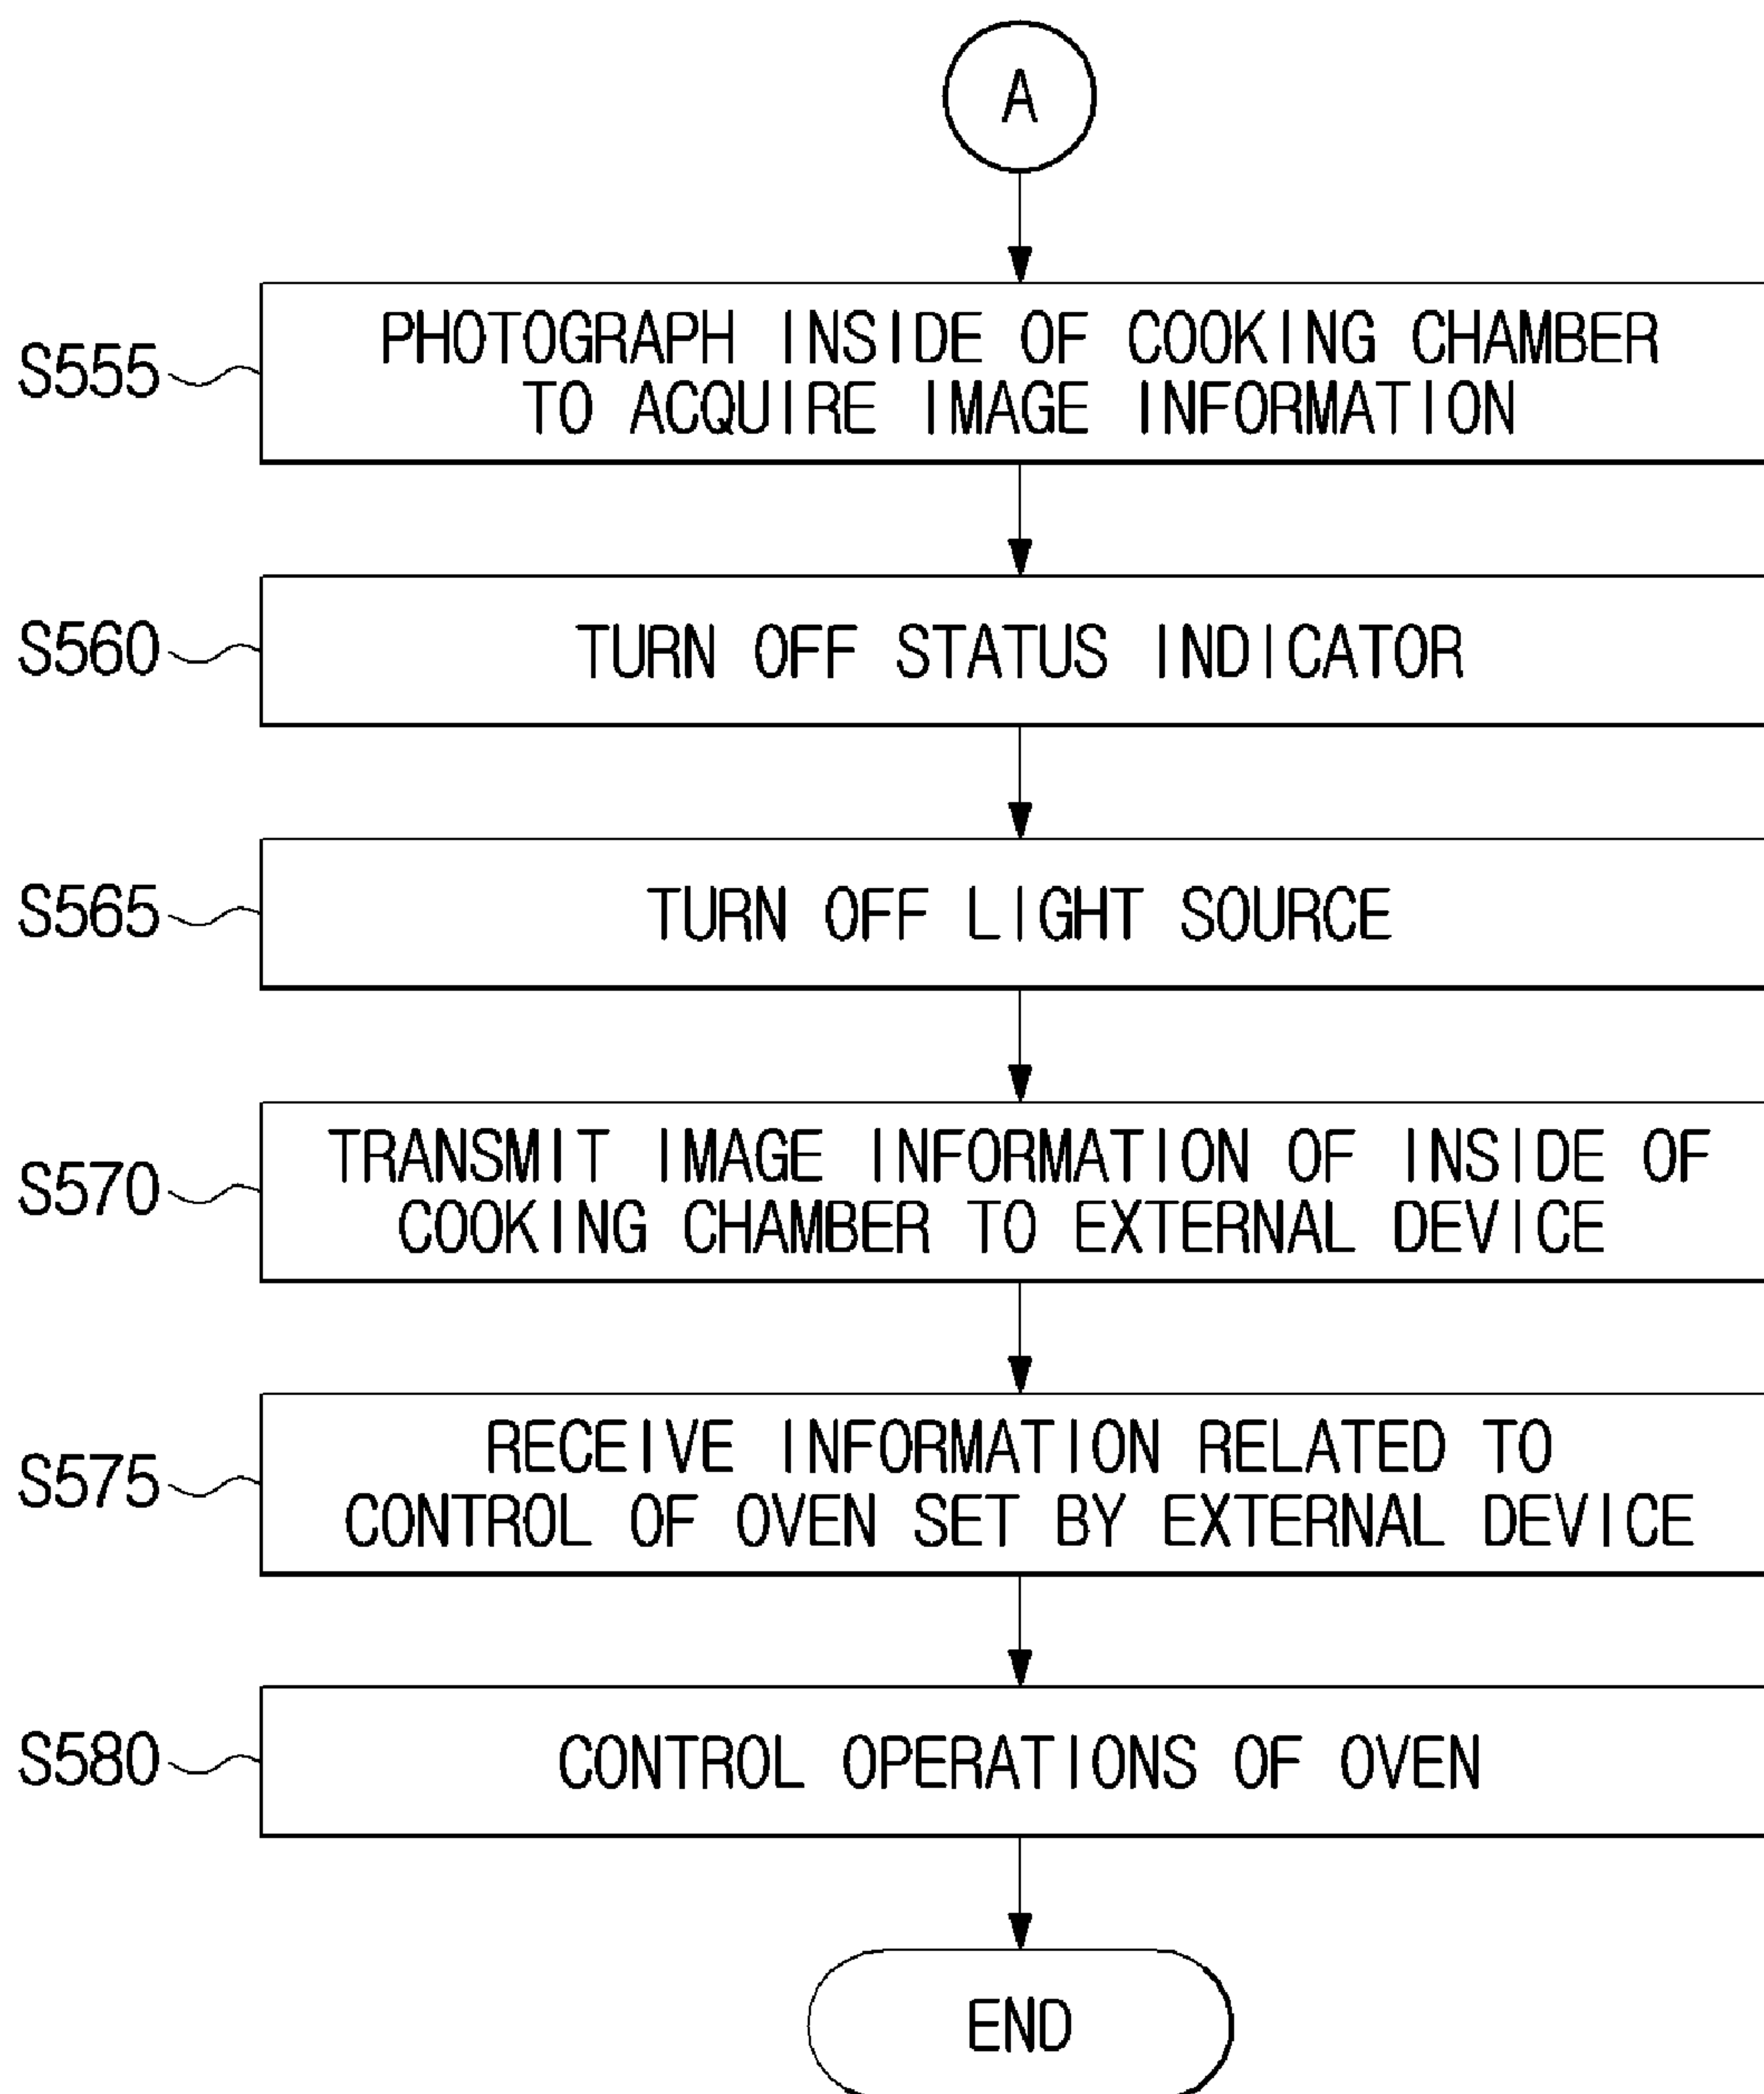 A
S555
PHOTOGRAPH INSIDE OF COOKING CHAMBER
TO ACQUIRE IMAGE INFORMATION
S560
TURN OFF STATUS INDICATOR
S565
TURN OFF LIGHT SOURCE
S570
TRANSMIT IMAGE INFORMATION OF INSIDE OF
COOKING CHAMBER TO EXTERNAL DEVICE
S575
RECEIVE INFORMATION RELATED TO
CONTROL OF OVEN SET BY EXTERNAL DEVICE
S580
CONTROL OPERATIONS OF OVEN
END